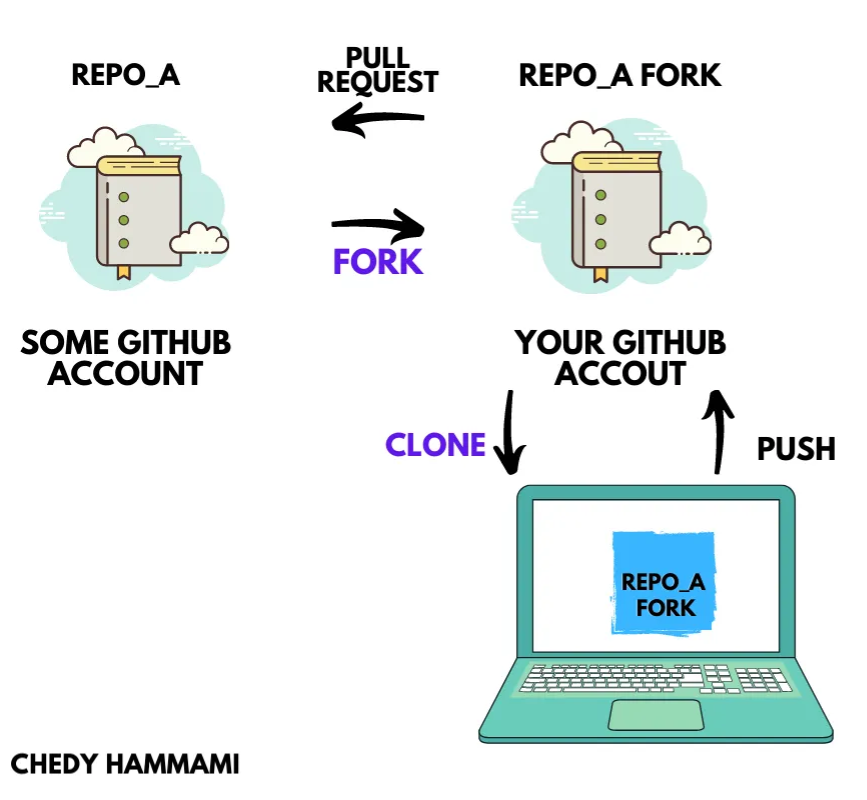 REPO_A
PULL
REQUEST
REPO_A FORK
FORK
SOME GITHUB
ACCOUNT
YOUR GITHUB
ACCOUT
CLONE
PUSH
REPO_A
FORK
CHEDY HAMMAMI